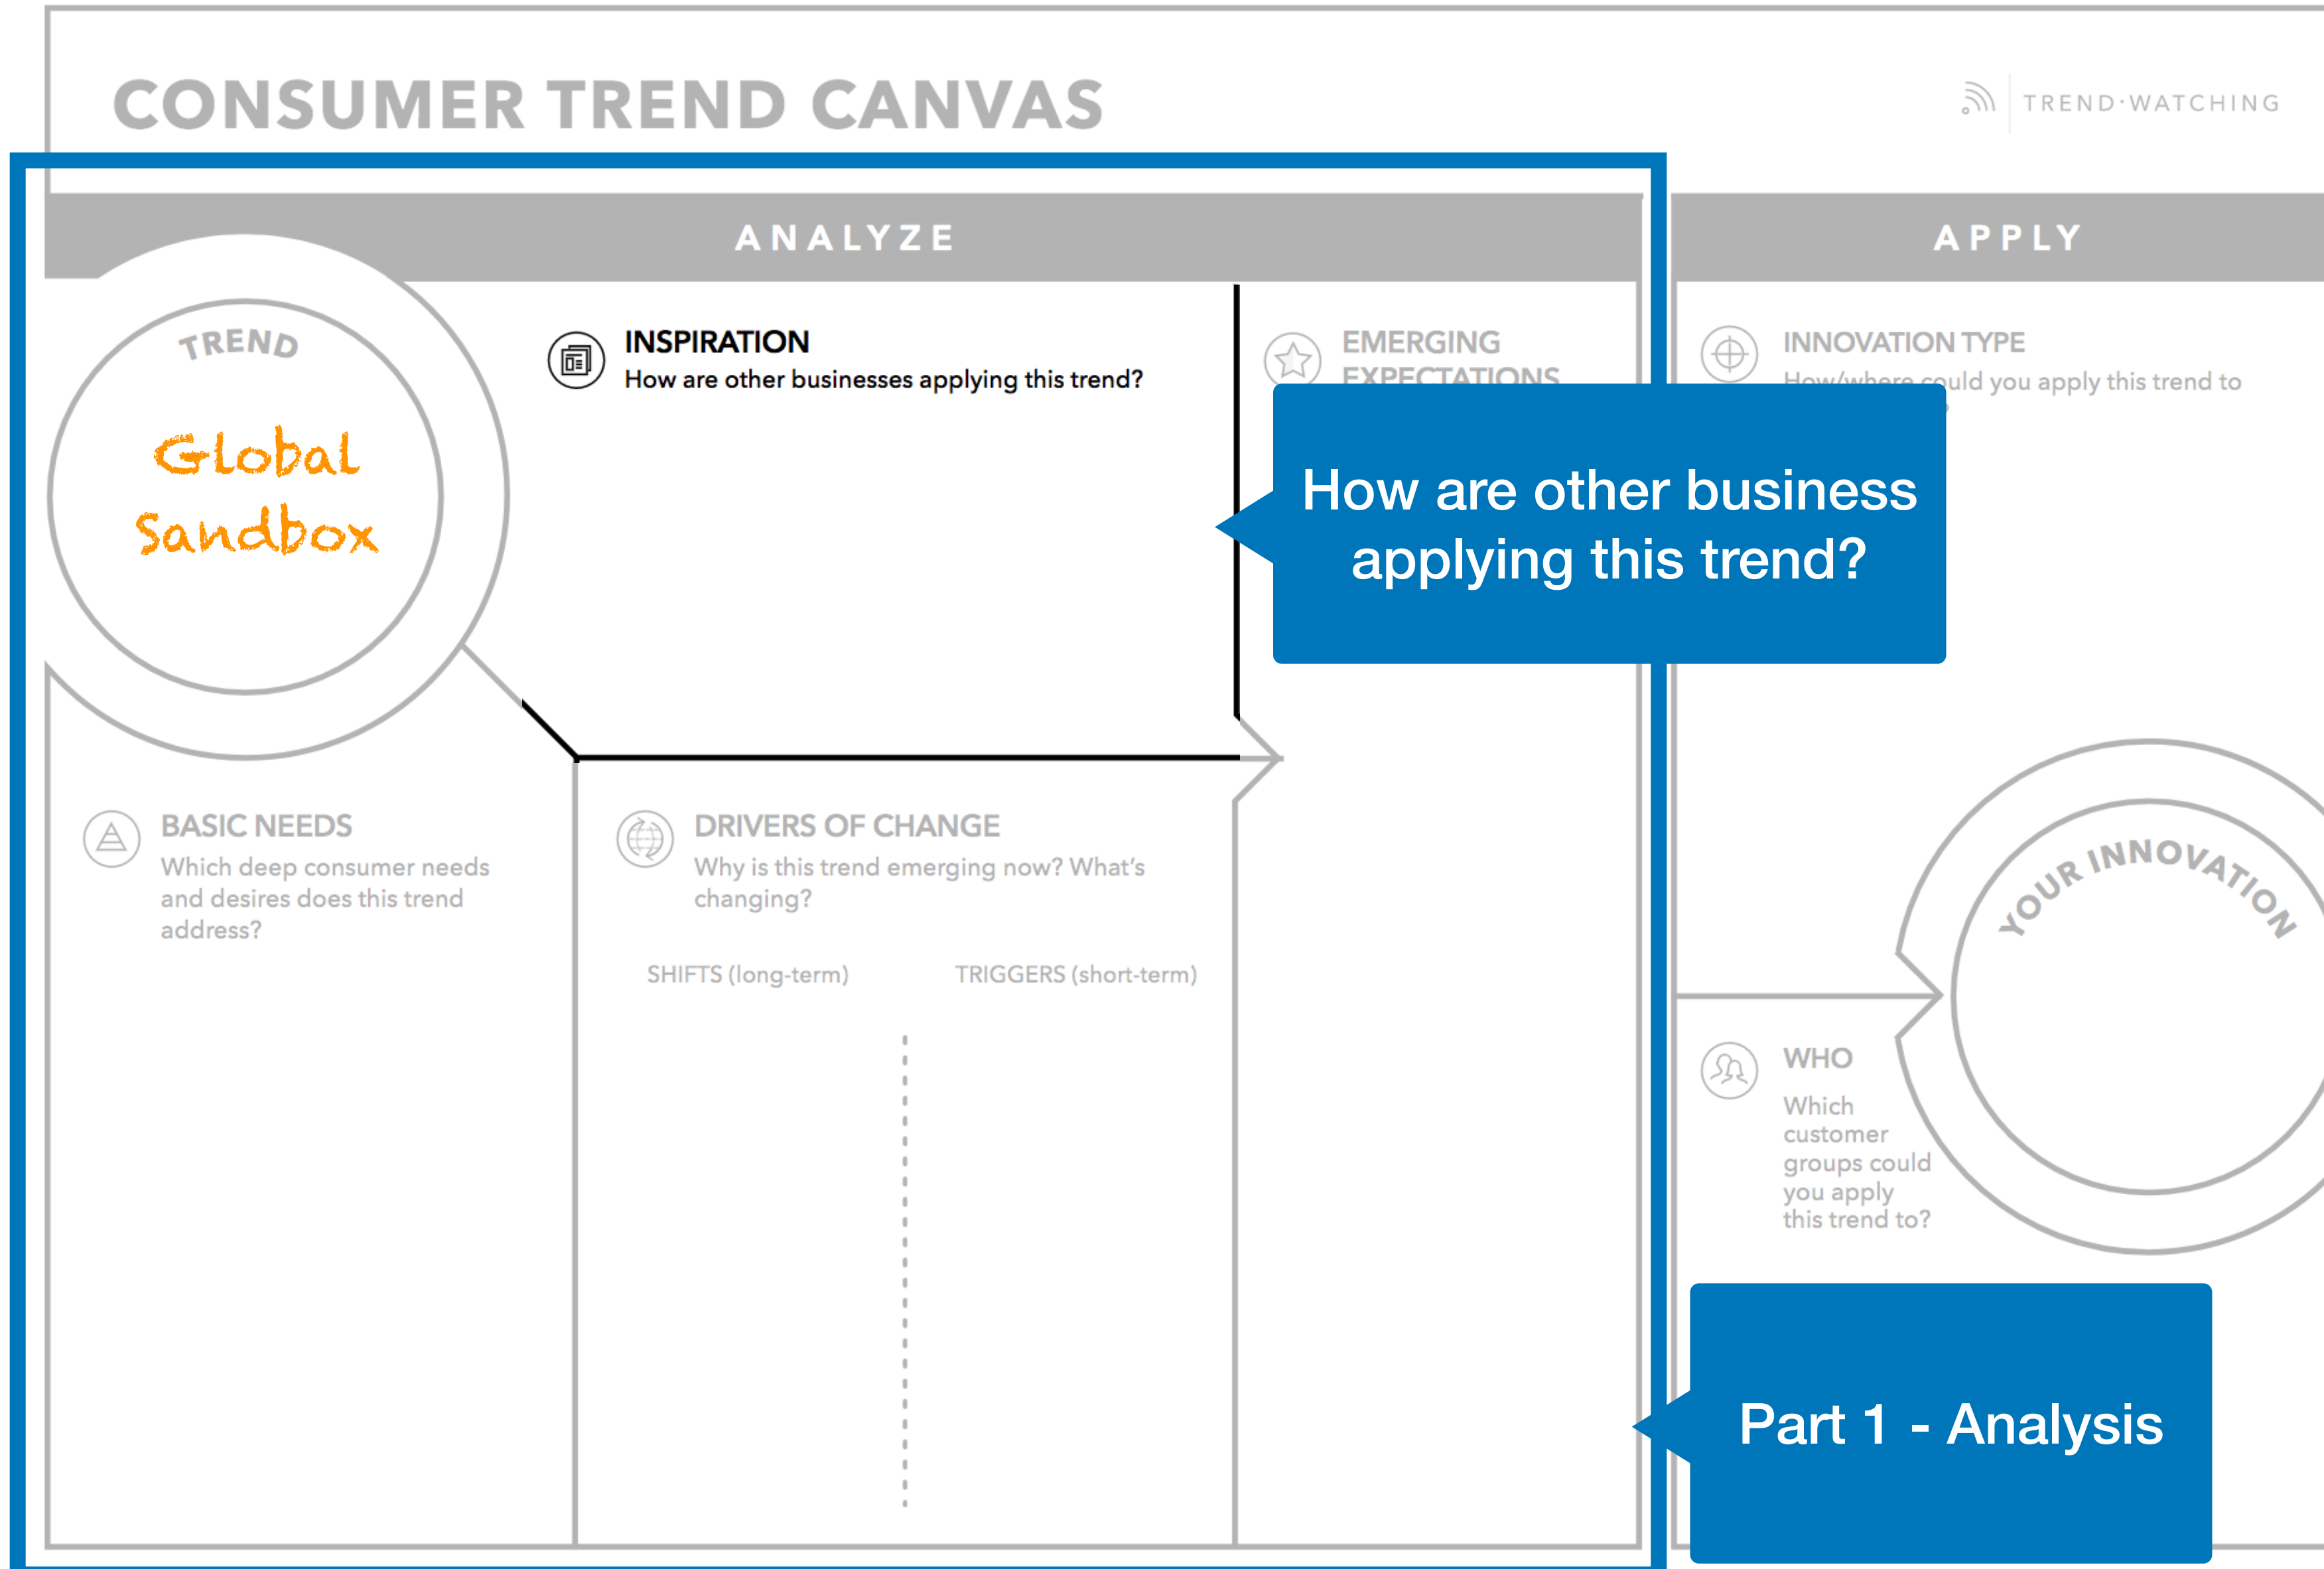 CONSUMER TREND CANVAS
TREND·WATCHING
ANALYZE
APPLY
TREND
Global
Sandbox
INSPIRATION
How are other businesses applying this trend?
EMERGING
EXPECTATIONS
INNOVATION TYPE
How/where could you apply this trend to
How are other business
applying this trend?
BASIC NEEDS
Which deep consumer needs
and desires does this trend
address?
DRIVERS OF CHANGE
Why is this trend emerging now? What's
changing?
SHIFTS (long-term)
TRIGGERS (short-term)
YOUR INNOVATION
WHO
Which
customer
groups could
you apply
this trend to?
Part 1 - Analysis